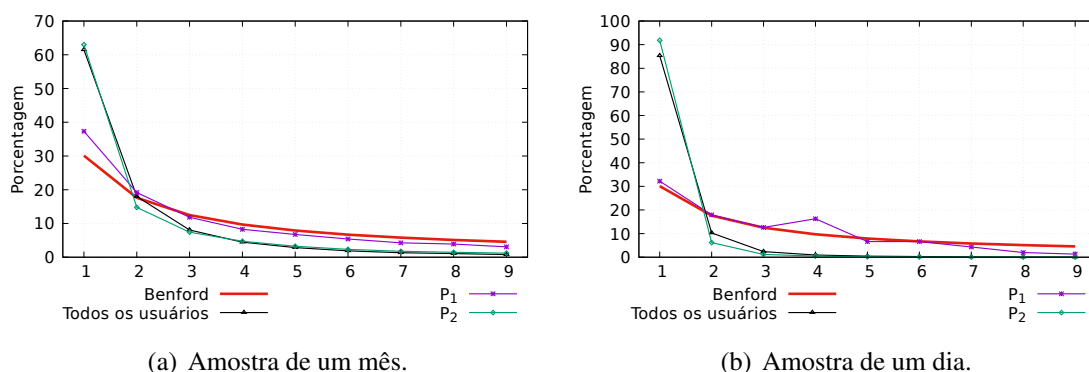 70
60
50
40
30
20
10
0
Porcentagem
1 2 3 4 5 6 7 8 9
Benford
Todos os usuários
P1
P2
(a) Amostra de um mês.
100
90
80
70
60
50
40
30
20
10
0
Porcentagem
1 2 3 4 5 6 7 8 9
Benford
Todos os usuários
P1
P2
(b) Amostra de um dia.